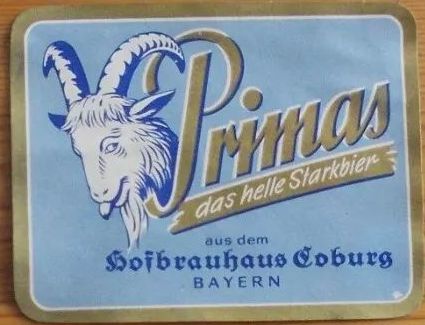 Primas
das helle Starkbier
aus dem
Hofbrauhaus Coburg
BAYERN